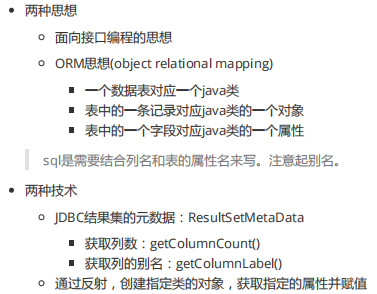 两种思想
面向接口编程的思想
ORM思想(object relational mapping)
一个数据表对应一个java类
表中的一条记录对应java类的一个对象
表中的一个字段对应java类的一个属性
sql是需要结合列名和表的属性名来写。注意起别名。
两种技术
JDBC结果集的元数据：ResultSetMetaData
获取列数：getColumnCount()
获取列的别名：getColumnLabel()
通过反射，创建指定类的对象，获取指定的属性并赋值